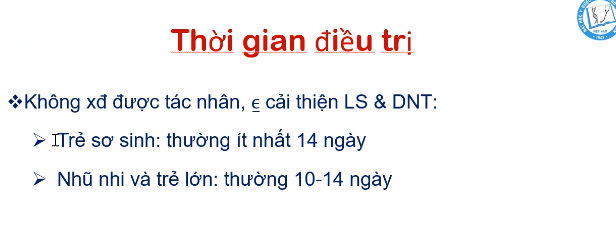 Thời gian điều trị
❖Không xđ được tác nhân, ϵ cải thiện LS & DNT:
➢ Trẻ sơ sinh: thường ít nhất 14 ngày
➢ Nhũ nhi và trẻ lớn: thường 10-14 ngày